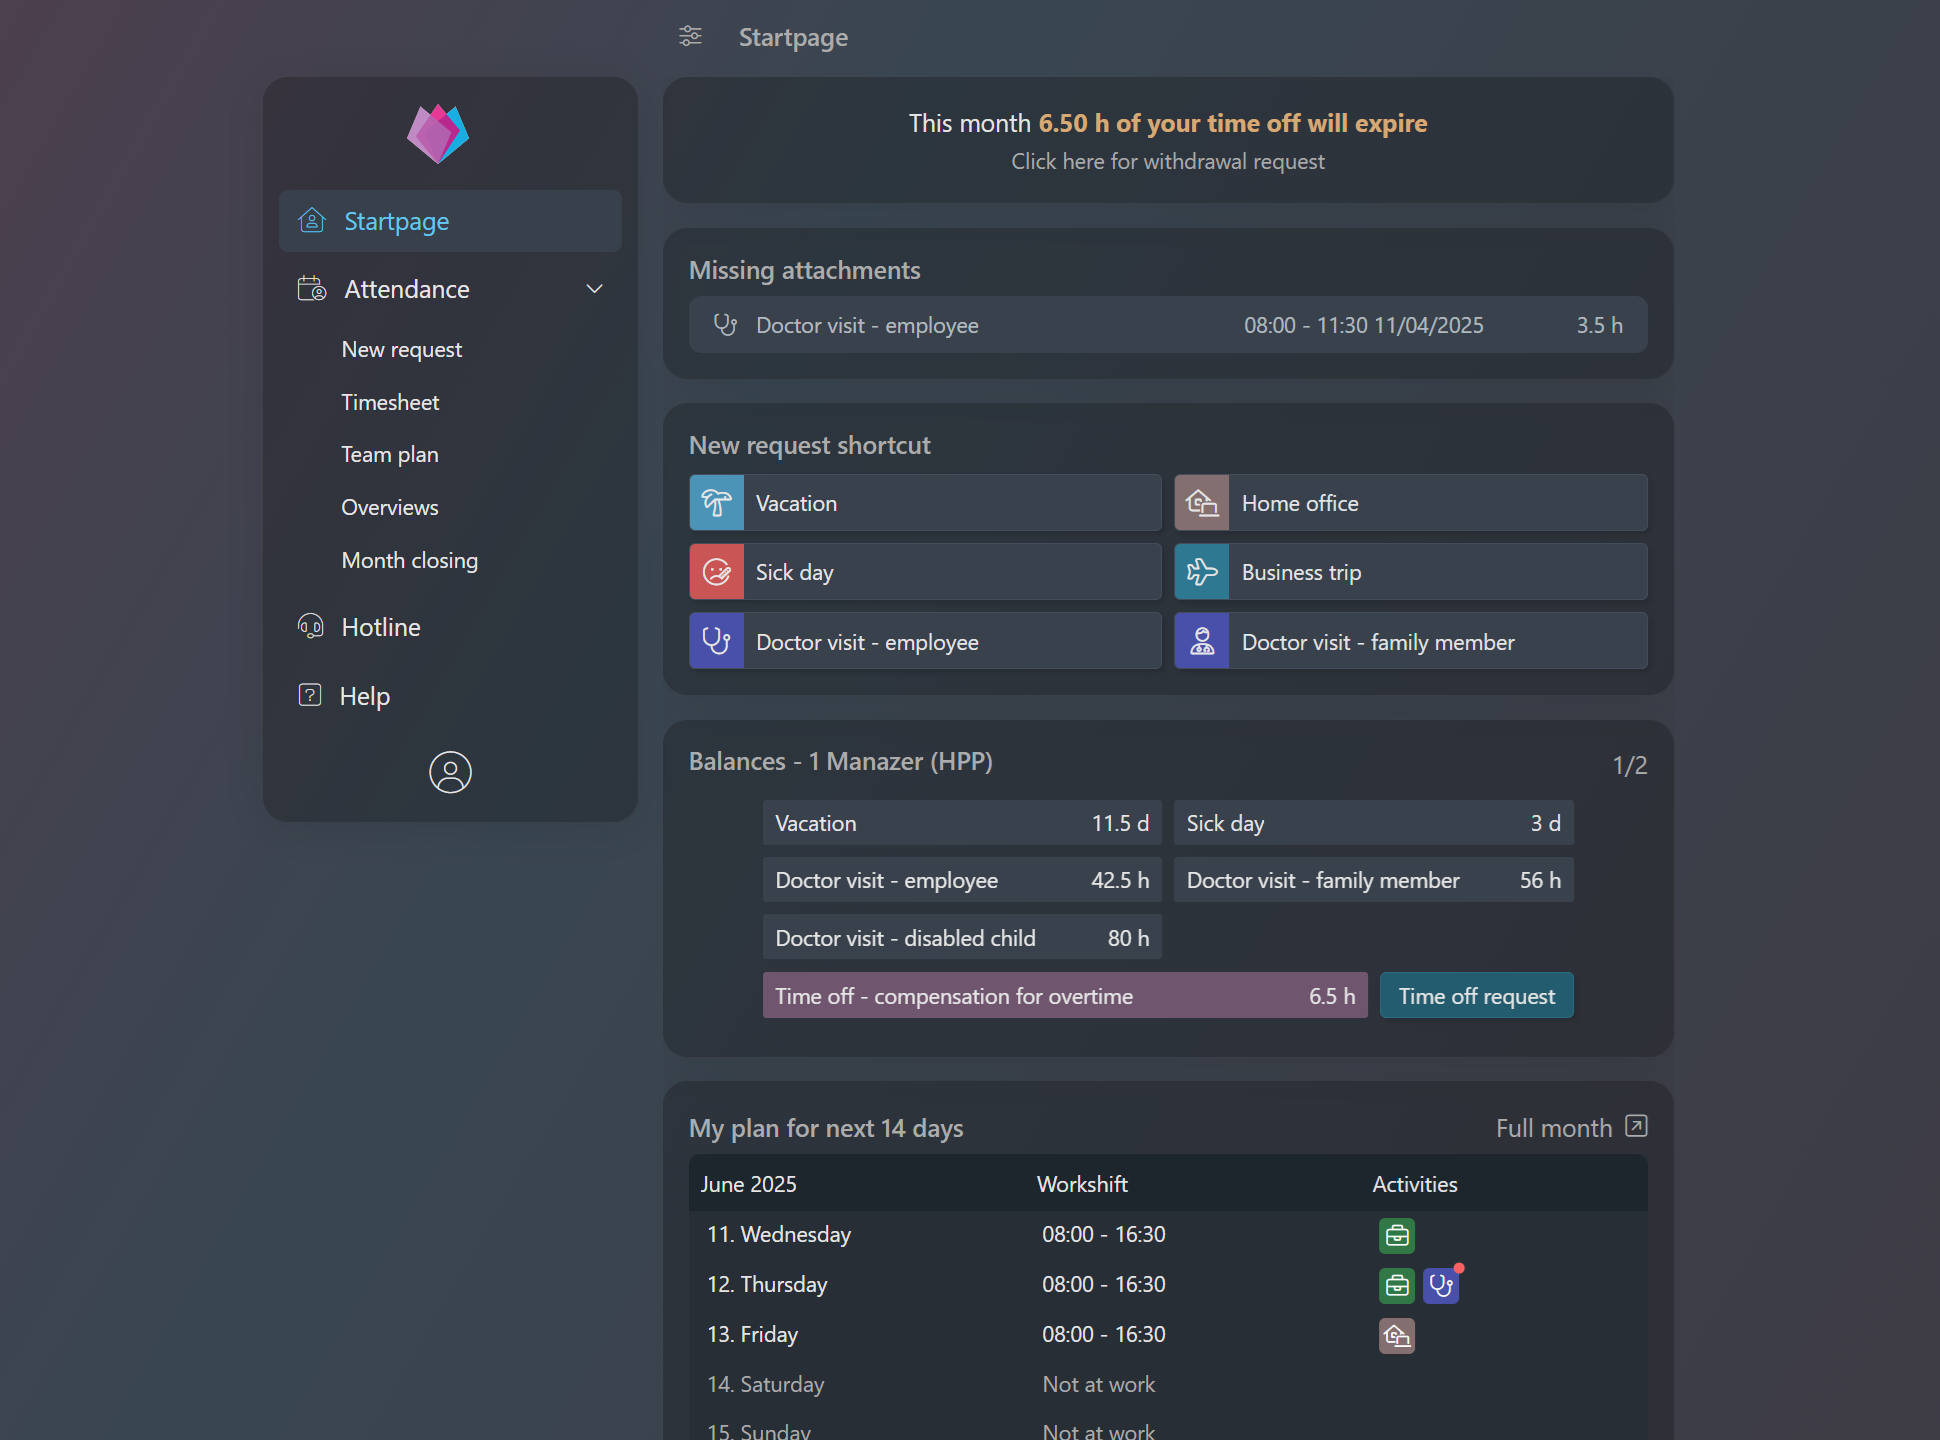 Startpage
Startpage
Attendance
New request
Timesheet
Team plan
Overviews
Month closing
Hotline
Help
This month 6.50 h of your time off will expire
Click here for withdrawal request
Missing attachments
Doctor visit - employee 08:00 - 11:30 11/04/2025 3.5 h
New request shortcut
Vacation Home office
Sick day Business trip
Doctor visit - employee Doctor visit - family member
Balances - 1 Manazer (HPP) 1/2
Vacation 11.5 d Sick day 3 d
Doctor visit - employee 42.5 h Doctor visit - family member 56 h
Doctor visit - disabled child 80 h
Time off - compensation for overtime 6.5 h Time off request
My plan for next 14 days Full month
June 2025 Workshift Activities
11. Wednesday 08:00 - 16:30
12. Thursday 08:00 - 16:30
13. Friday 08:00 - 16:30
14. Saturday Not at work
15. Sunday Not at work